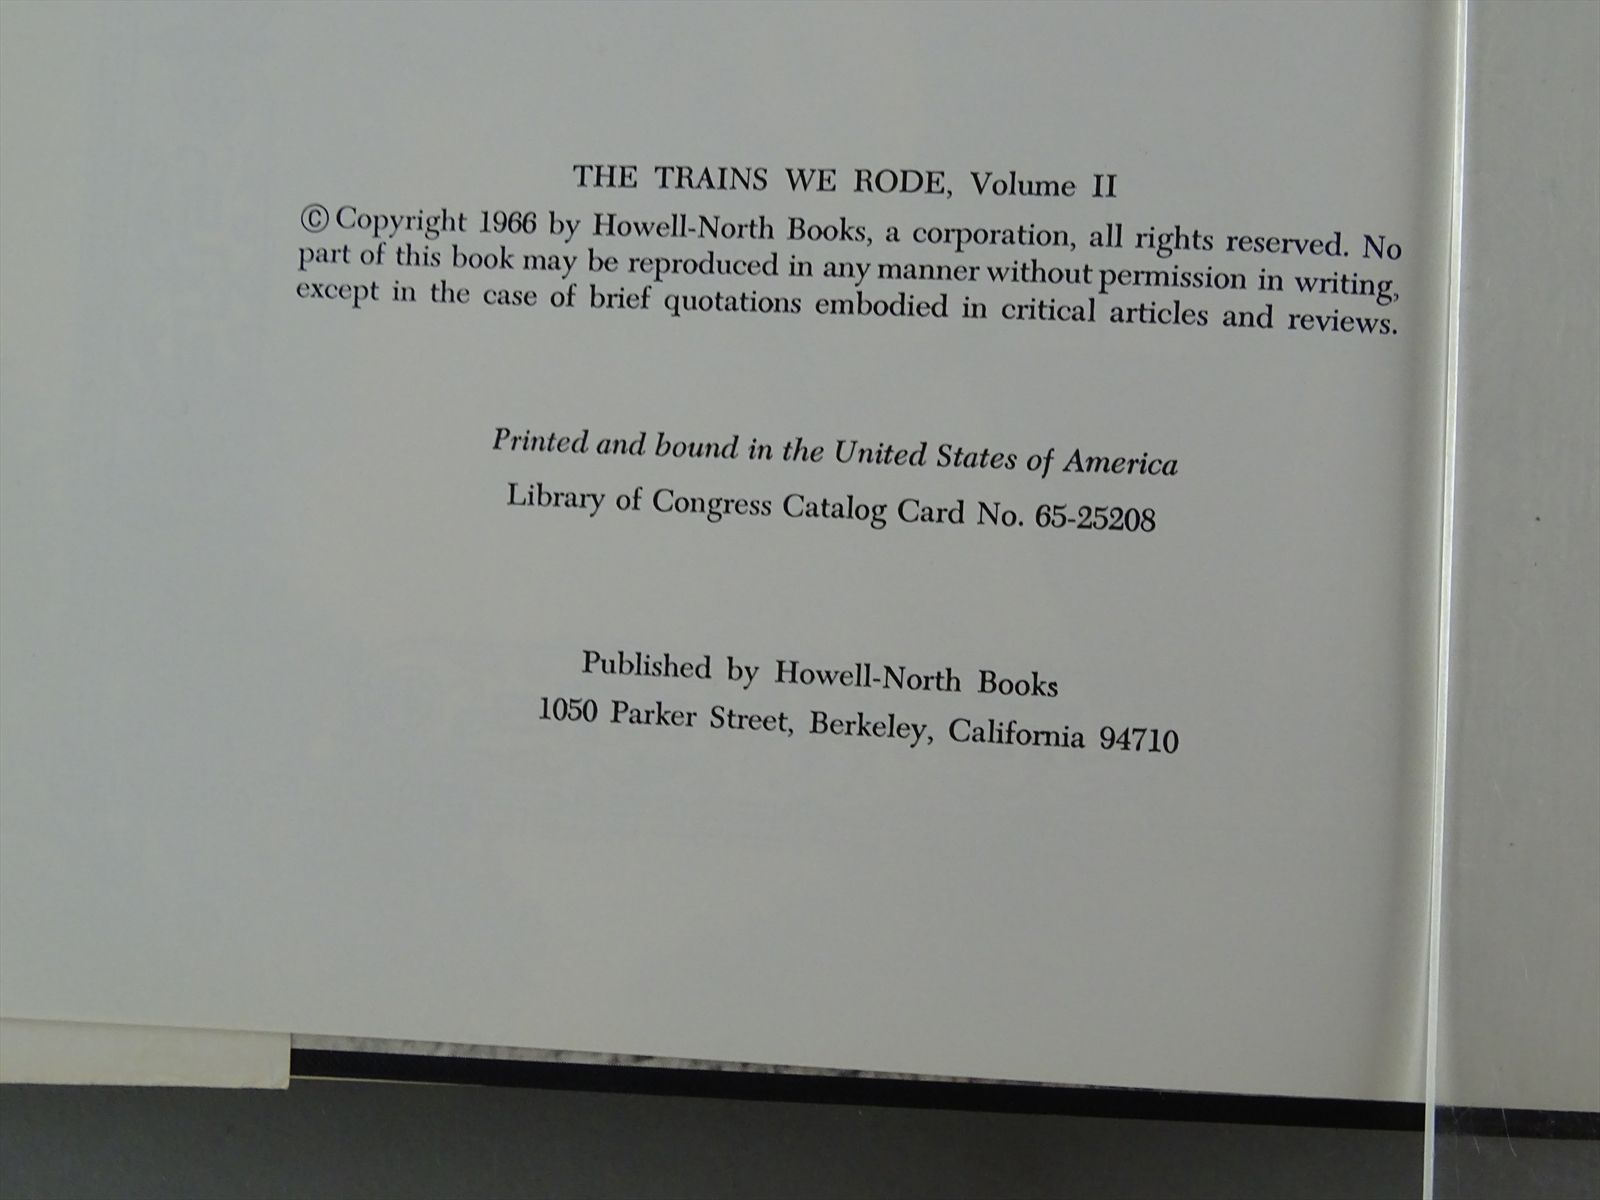 THE TRAINS WE RODE, Volume II
© Copyright 1966 by Howell-North Books, a corporation, all rights reserved. No
part of this book may be reproduced in any manner without permission in writing,
except in the case of brief quotations embodied in critical articles and reviews.
Printed and bound in the United States of America
Library of Congress Catalog Card No. 65-25208
Published by Howell-North Books
1050 Parker Street, Berkeley, California 94710